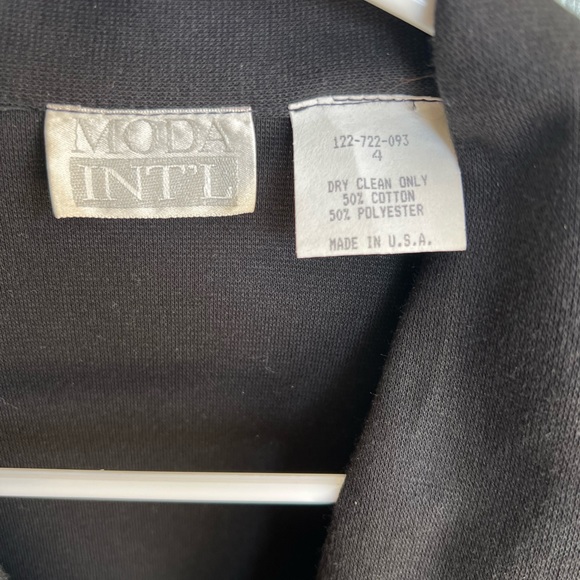 MODA
INT'L
122-722-093
4
DRY CLEAN ONLY
50% COTTON
50% POLYESTER
MADE IN U.S.A.